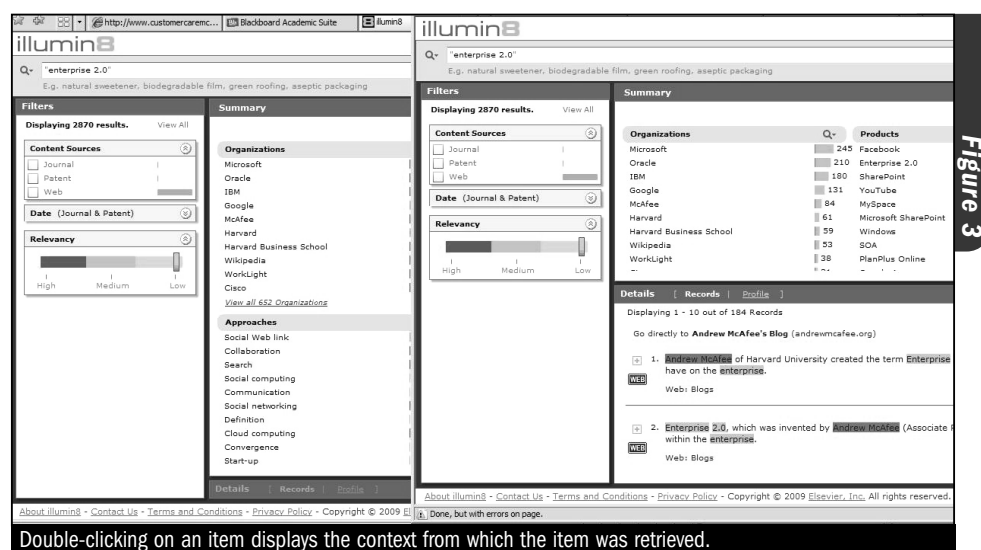 http://www.customercaremc...
Blackboard Academic Suite
illumin8
illumin8
"enterprise 2.0"
E.g. natural sweetener, biodegradable film, green roofing, aseptic packaging
Filters
Displaying 2870 results. View All
Content Sources
Journal
Patent
Web
Date (Journal & Patent)
Relevancy
High Medium Low
Summary
Organizations
Microsoft
Oracle
IBM
Google
McAfee
Harvard
Harvard Business School
Wikipedia
WorkLight
Cisco
View all 652 Organizations
Approaches
Social Web link
Collaboration
Search
Social computing
Communication
Social networking
Definition
Cloud computing
Convergence
Start-up
Details [ Records | Profile ]
About illumin8 - Contact Us - Terms and Conditions - Privacy Policy - Copyright © 2009 El
illumin8
"enterprise 2.0"
E.g. natural sweetener, biodegradable film, green roofing, aseptic packaging
Filters
Displaying 2870 results. View All
Content Sources
Journal
Patent
Web
Date (Journal & Patent)
Relevancy
High Medium Low
Summary
Organizations Products
Microsoft 245 Facebook
Oracle 210 Enterprise 2.0
IBM 180 SharePoint
Google 131 YouTube
McAfee 84 MySpace
Harvard 61 Microsoft SharePoint
Harvard Business School 59 Windows
Wikipedia 53 SOA
WorkLight 38 PlanPlus Online
Details [ Records | Profile ]
Displaying 1 - 10 out of 184 Records
Go directly to Andrew McAfee's Blog (andrewmcafee.org)
1. Andrew McAfee of Harvard University created the term Enterprise
have on the enterprise.
WEB
Web: Blogs
2. Enterprise 2.0, which was invented by Andrew McAfee (Associate P
within the enterprise.
WEB
Web: Blogs
About illumin8 - Contact Us - Terms and Conditions - Privacy Policy - Copyright © 2009 Elsevier, Inc. All rights reserved.
Done, but with errors on page.
Figure 3
Double-clicking on an item displays the context from which the item was retrieved.